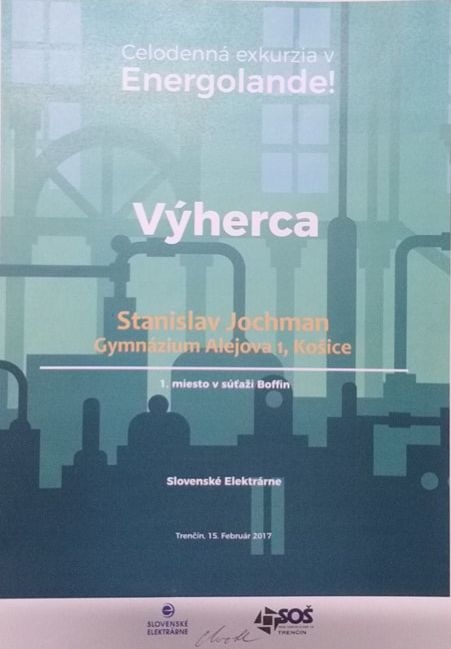 Celodenná exkurzia v
Energolande!
Výherca
Stanislav Jochman
Gymnázium Alejova 1, Košice
1. miesto v súťaži Boffin
Slovenské Elektrárne
Trenčín, 15. Február 2017
SLOVENSKÉ
ELEKTRÁRNE
SOŠ
TRENČÍN